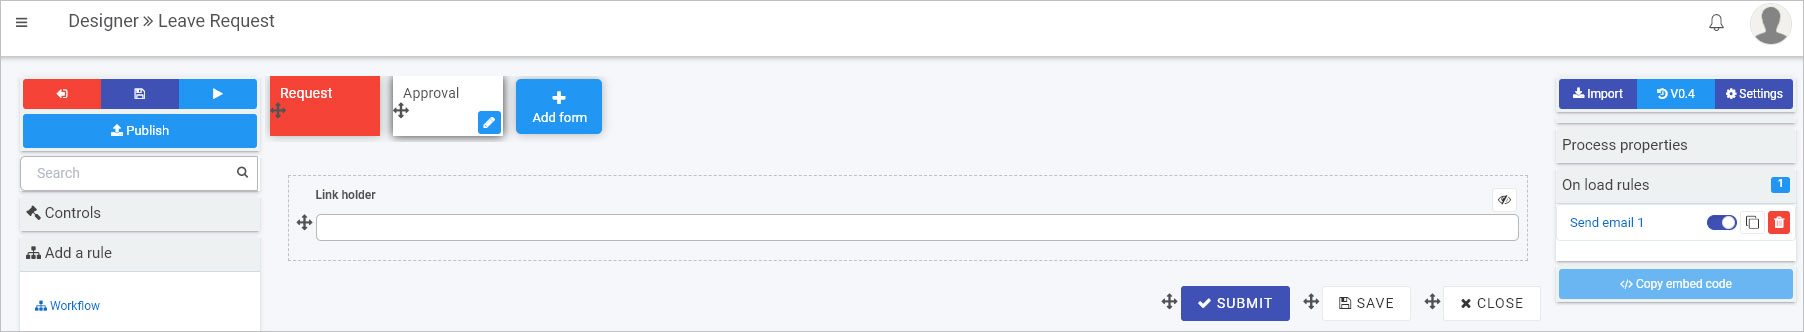 Designer » Leave Request
Publish
Search
Controls
Add a rule
Workflow
Request
Approval
Add form
Link holder
SUBMIT
SAVE
CLOSE
Import
V0.4
Settings
Process properties
On load rules
1
Send email 1
</> Copy embed code